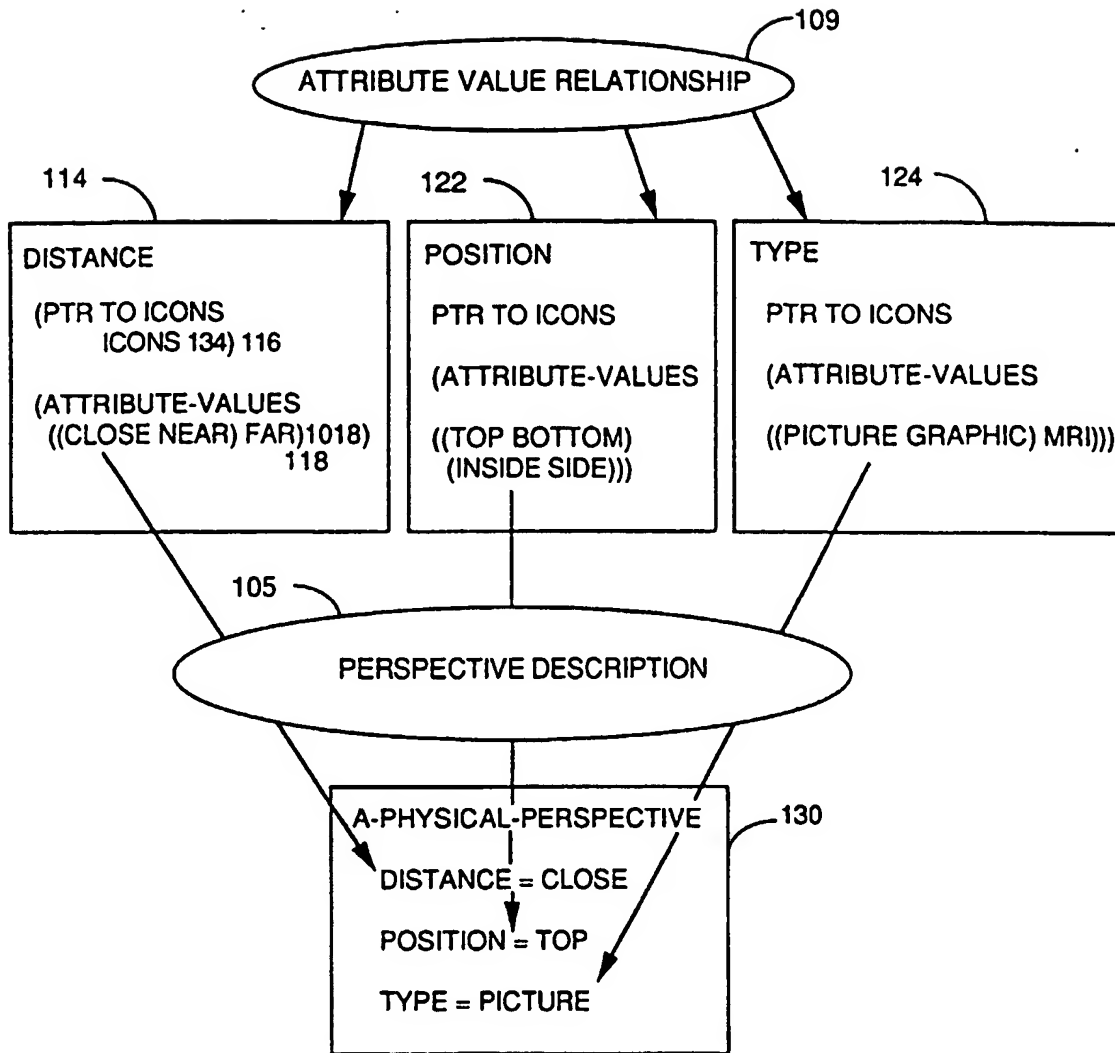 109
ATTRIBUTE VALUE RELATIONSHIP
114
DISTANCE
(PTR TO ICONS
ICONS 134) 116
(ATTRIBUTE-VALUES
((CLOSE NEAR) FAR)1018)
118
122
POSITION
PTR TO ICONS
(ATTRIBUTE-VALUES
((TOP BOTTOM)
(INSIDE SIDE)))
124
TYPE
PTR TO ICONS
(ATTRIBUTE-VALUES
((PICTURE GRAPHIC) MRI)))
105
PERSPECTIVE DESCRIPTION
A-PHYSICAL-PERSPECTIVE
130
DISTANCE = CLOSE
POSITION = TOP
TYPE = PICTURE